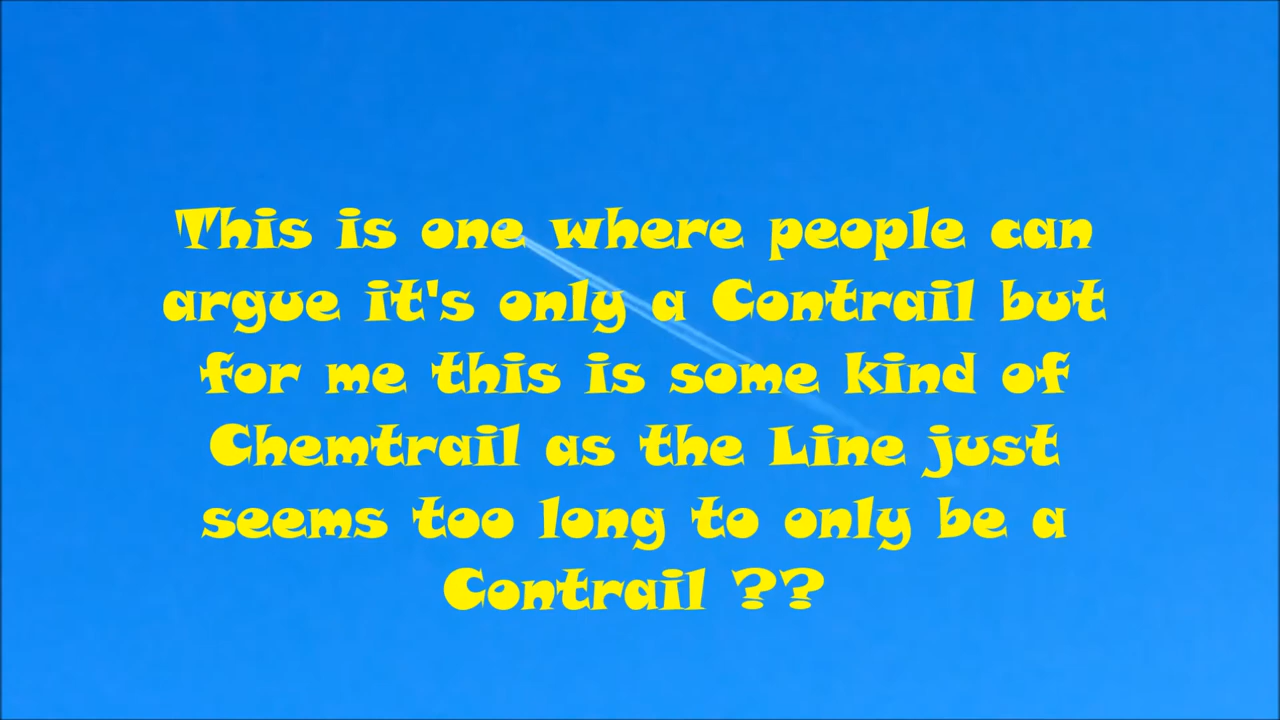 This is one where people can
argue it's only a Contrail but
for me this is some kind of
Chemtrail as the Line just
seems too long to only be a
Contrail ??